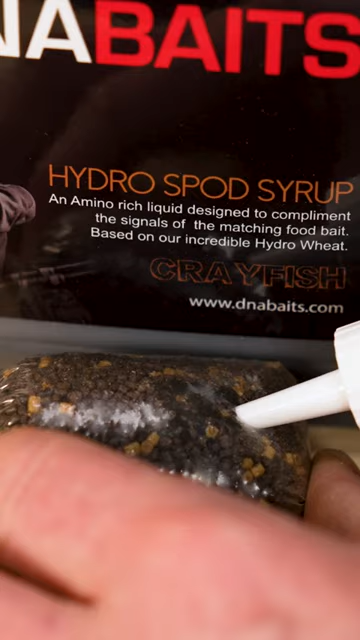 NABAITS
HYDRO SPOD SYRUP
An Amino rich liquid designed to compliment
the signals of the matching food bait.
Based on our incredible Hydro Wheat.
CRAYFISH
www.dnabaits.com